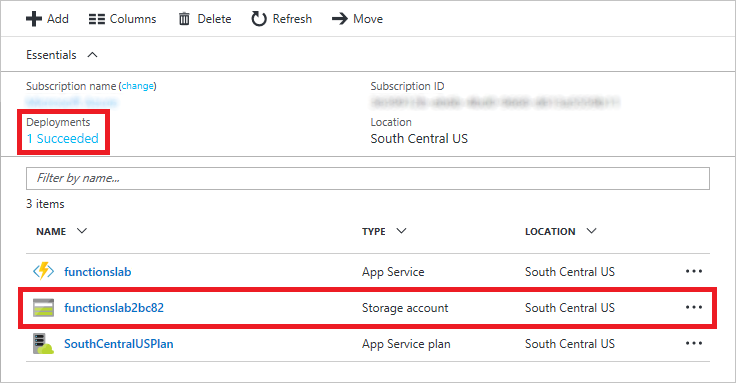 Add Columns Delete Refresh Move
Essentials
Subscription name (change) Subscription ID
Deployments Location
1 Succeeded South Central US
Filter by name...
3 items
NAME TYPE LOCATION
functionslab App Service South Central US
functionslab2bc82 Storage account South Central US
SouthCentralUSPlan App Service plan South Central US